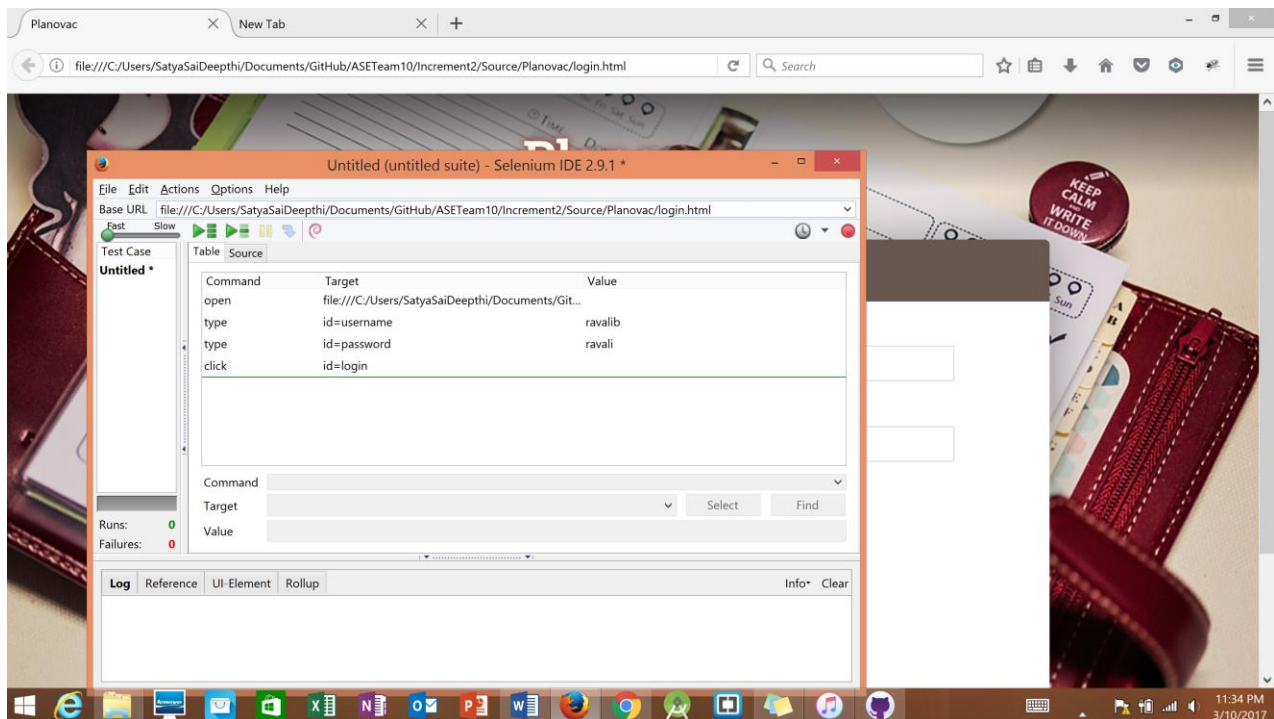 Planovac
New Tab
file:///C:/Users/SatyaSaiDeepthi/Documents/GitHub/ASETeam10/Increment2/Source/Planovac/login.html
Search
TIME
Sat Sun
Pl
KEEP
CALM
AND
WRITE
IT DOWN
Sun
A
B
E
F
Untitled (untitled suite) - Selenium IDE 2.9.1 *
File Edit Actions Options Help
Base URL file:///C:/Users/SatyaSaiDeepthi/Documents/GitHub/ASETeam10/Increment2/Source/Planovac/login.html
Fast Slow
Test Case
Untitled *
Table Source
Command Target Value
open file:///C:/Users/SatyaSaiDeepthi/Documents/Git...
type id=username ravalib
type id=password ravali
click id=login
Command
Target Select Find
Value
Runs: 0
Failures: 0
Log Reference UI-Element Rollup Info Clear
11:34 PM
3/10/2017